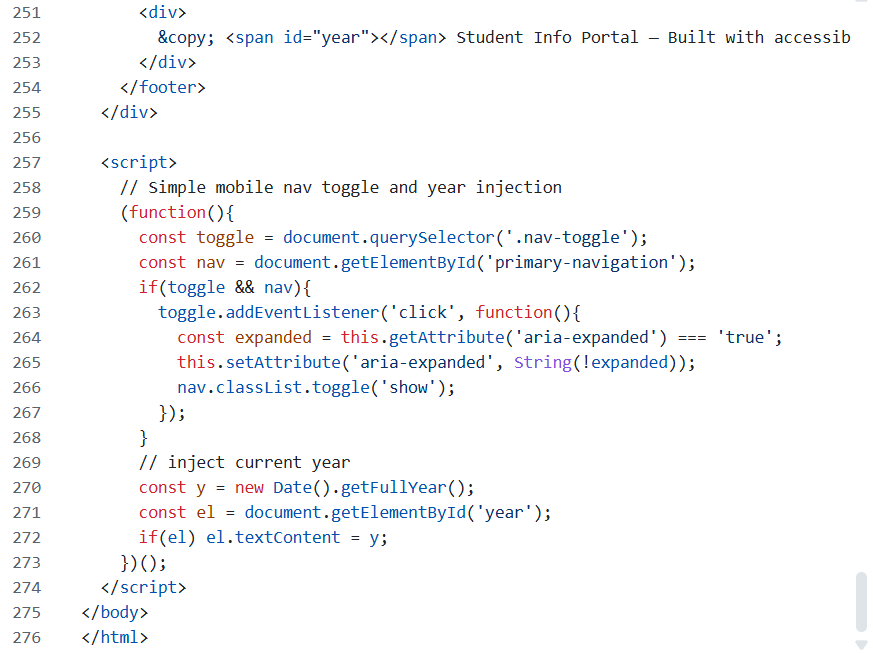 251 <div>
252 &copy; <span id="year"></span> Student Info Portal — Built with accessib
253 </div>
254 </footer>
255 </div>
256
257 <script>
258 // Simple mobile nav toggle and year injection
259 (function(){
260 const toggle = document.querySelector('.nav-toggle');
261 const nav = document.getElementById('primary-navigation');
262 if(toggle && nav){
263 toggle.addEventListener('click', function(){
264 const expanded = this.getAttribute('aria-expanded') === 'true';
265 this.setAttribute('aria-expanded', String(!expanded));
266 nav.classList.toggle('show');
267 });
268 }
269 // inject current year
270 const y = new Date().getFullYear();
271 const el = document.getElementById('year');
272 if(el) el.textContent = y;
273 })();
274 </script>
275 </body>
276 </html>